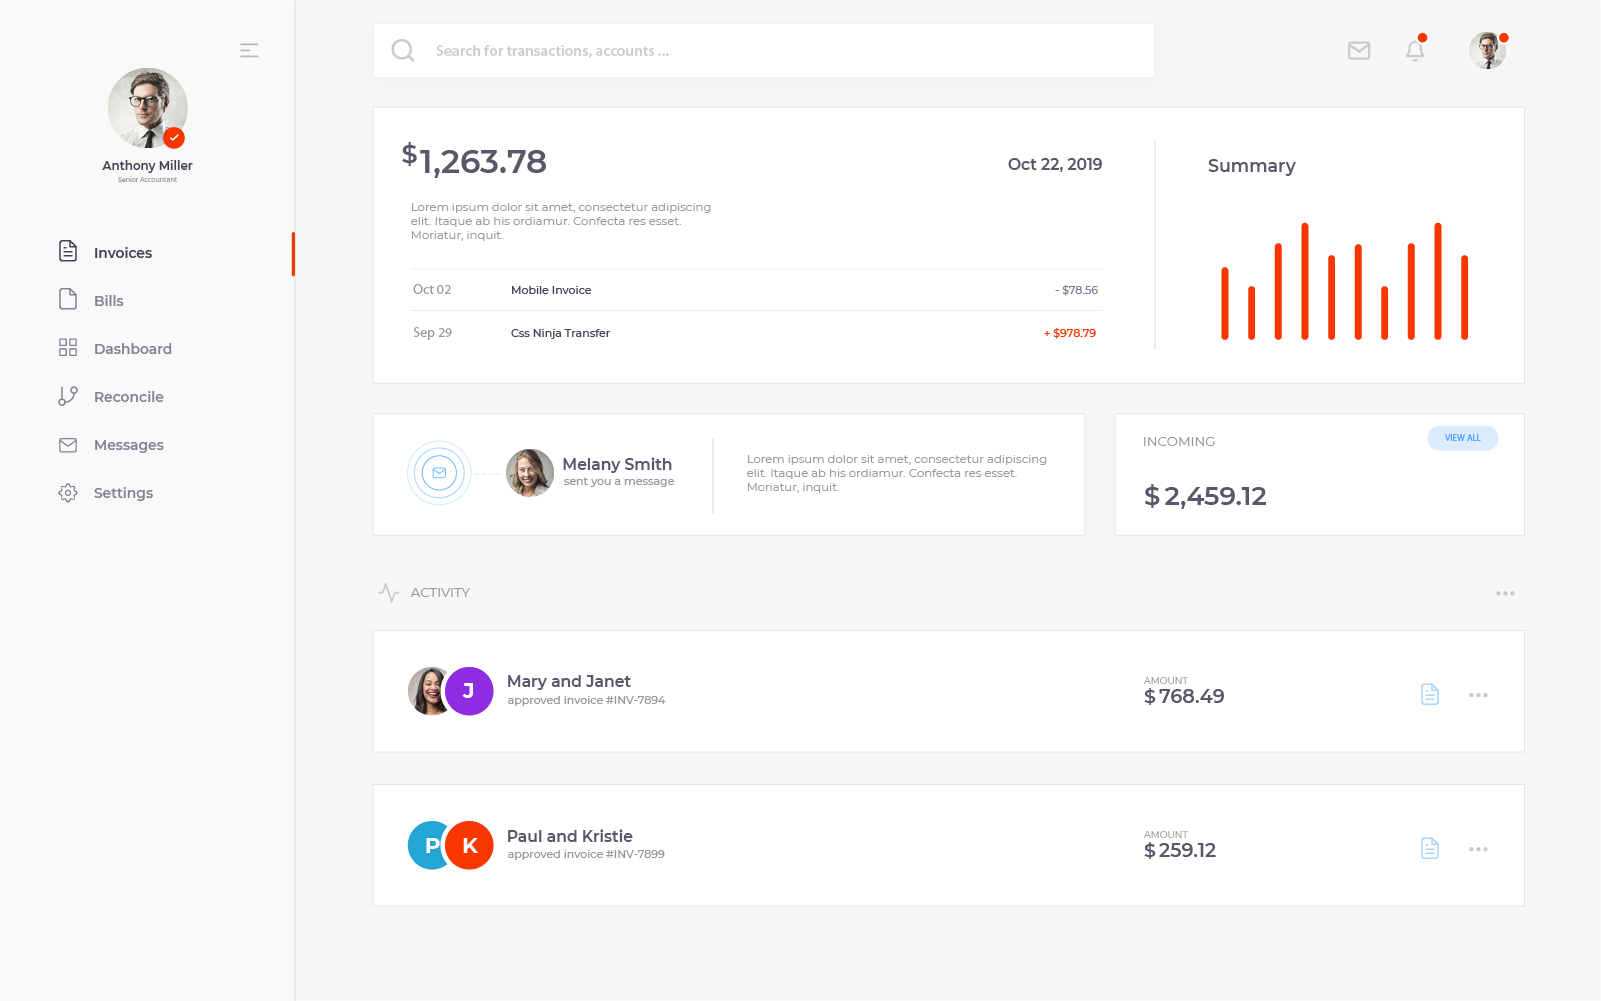 Anthony Miller
Senior Accountant
Invoices
Bills
Dashboard
Reconcile
Messages
Settings
Search for transactions, accounts ...
$1,263.78
Oct 22, 2019
Lorem ipsum dolor sit amet, consectetur adipiscing
elit. Itaque ab his ordiamur. Confecta res esset.
Moriatur, inquit.
Oct 02 Mobile Invoice - $78.56
Sep 29 Css Ninja Transfer + $978.79
Summary
Melany Smith
sent you a message
Lorem ipsum dolor sit amet, consectetur adipiscing
elit. Itaque ab his ordiamur. Confecta res esset.
Moriatur, inquit.
INCOMING
VIEW ALL
$ 2,459.12
ACTIVITY
J
Mary and Janet
approved invoice #INV-7894
AMOUNT
$ 768.49
P K
Paul and Kristie
approved invoice #INV-7899
AMOUNT
$ 259.12